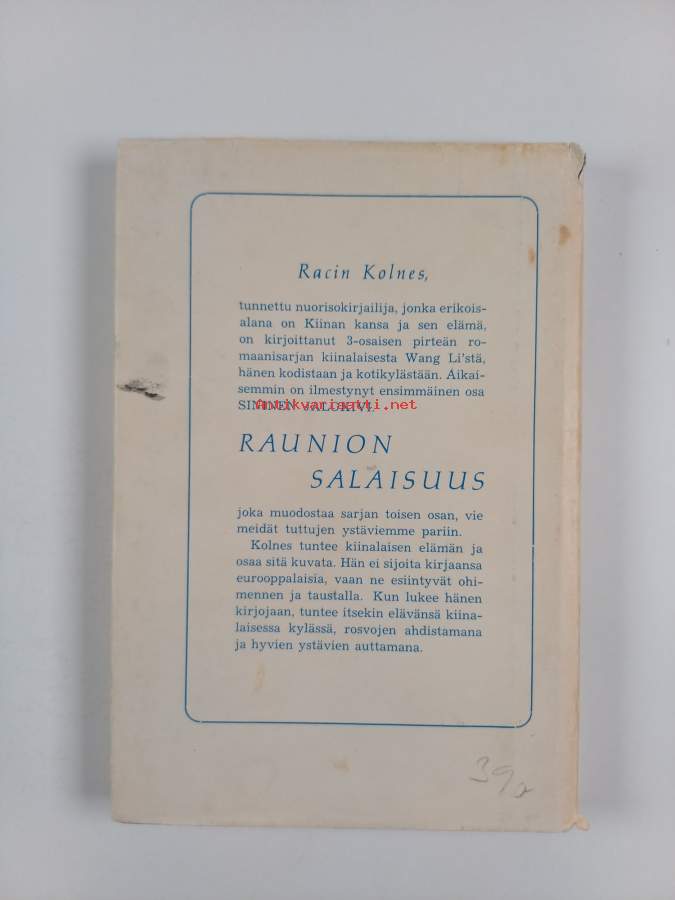 Racin Kolnes,
tunnettu nuorisokirjailija, jonka erikois-
alana on Kiinan kansa ja sen elämä,
on kirjoittanut 3-osaisen pirteän ro-
maanisarjan kiinalaisesta Wang Li'stä,
hänen kodistaan ja kotikylästään. Aikai-
semmin on ilmestynyt ensimmäinen osa
SININEN JALOKIVI.
Antikvariaatti.net
RAUNION
SALAISUUS
joka muodostaa sarjan toisen osan, vie
meidät tuttujen ystäviemme pariin.
Kolnes tuntee kiinalaisen elämän ja
osaa sitä kuvata. Hän ei sijoita kirjaansa
eurooppalaisia, vaan ne esiintyvät ohi-
mennen ja taustalla. Kun lukee hänen
kirjojaan, tuntee itsekin elävänsä kiina-
laisessa kylässä, rosvojen ahdistamana
ja hyvien ystävien auttamana.
39